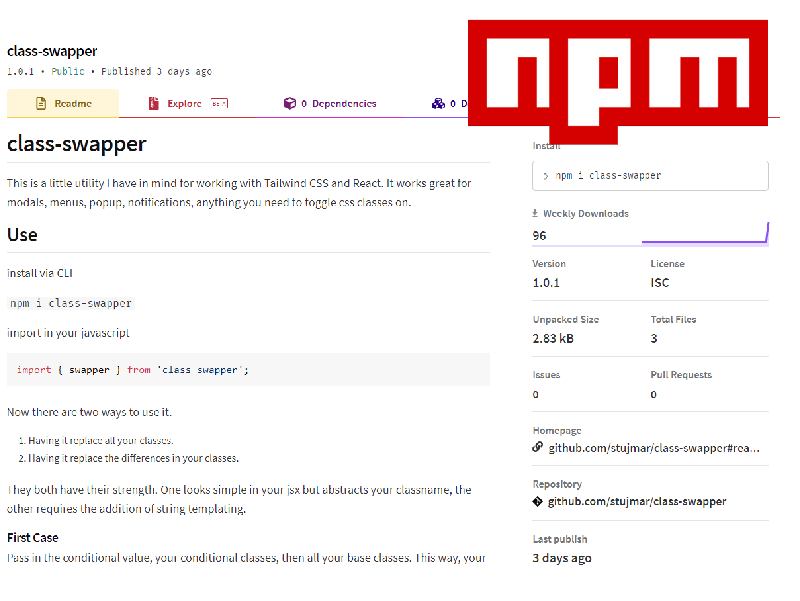 npm
class-swapper
1.0.1 • Public • Published 3 days ago
Readme
Explore BETA
0 Dependencies
0 D
class-swapper
This is a little utility I have in mind for working with Tailwind CSS and React. It works great for
modals, menus, popup, notifications, anything you need to toggle css classes on.
Use
install via CLI
npm i class-swapper
import in your javascript
import { swapper } from 'class swapper';
Now there are two ways to use it.
1. Having it replace all your classes.
2. Having it replace the differences in your classes.
They both have their strength. One looks simple in your jsx but abstracts your classname, the
other requires the addition of string templating.
First Case
Pass in the conditional value, your conditional classes, then all your base classes. This way, your
Install
> npm i class-swapper
Weekly Downloads
96
Version
License
1.0.1
ISC
Unpacked Size
Total Files
2.83 kB
3
Issues
Pull Requests
0
0
Homepage
github.com/stujmar/class-swapper#rea...
Repository
github.com/stujmar/class-swapper
Last publish
3 days ago